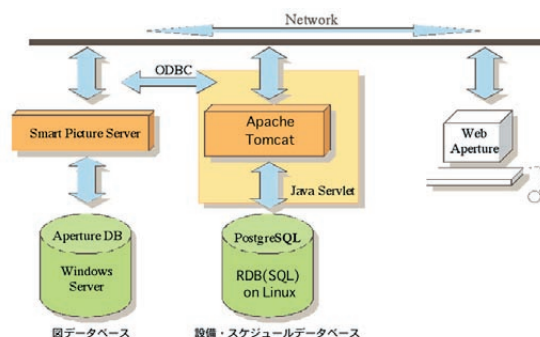 Network
ODBC
Smart Picture Server
Apache
Tomcat
Web
Aperture
Java Servlet
Aperture DB
Windows
Server
PostgreSQL
RDB(SQL)
on Linux
図データベース
設備・スケジュールデータベース